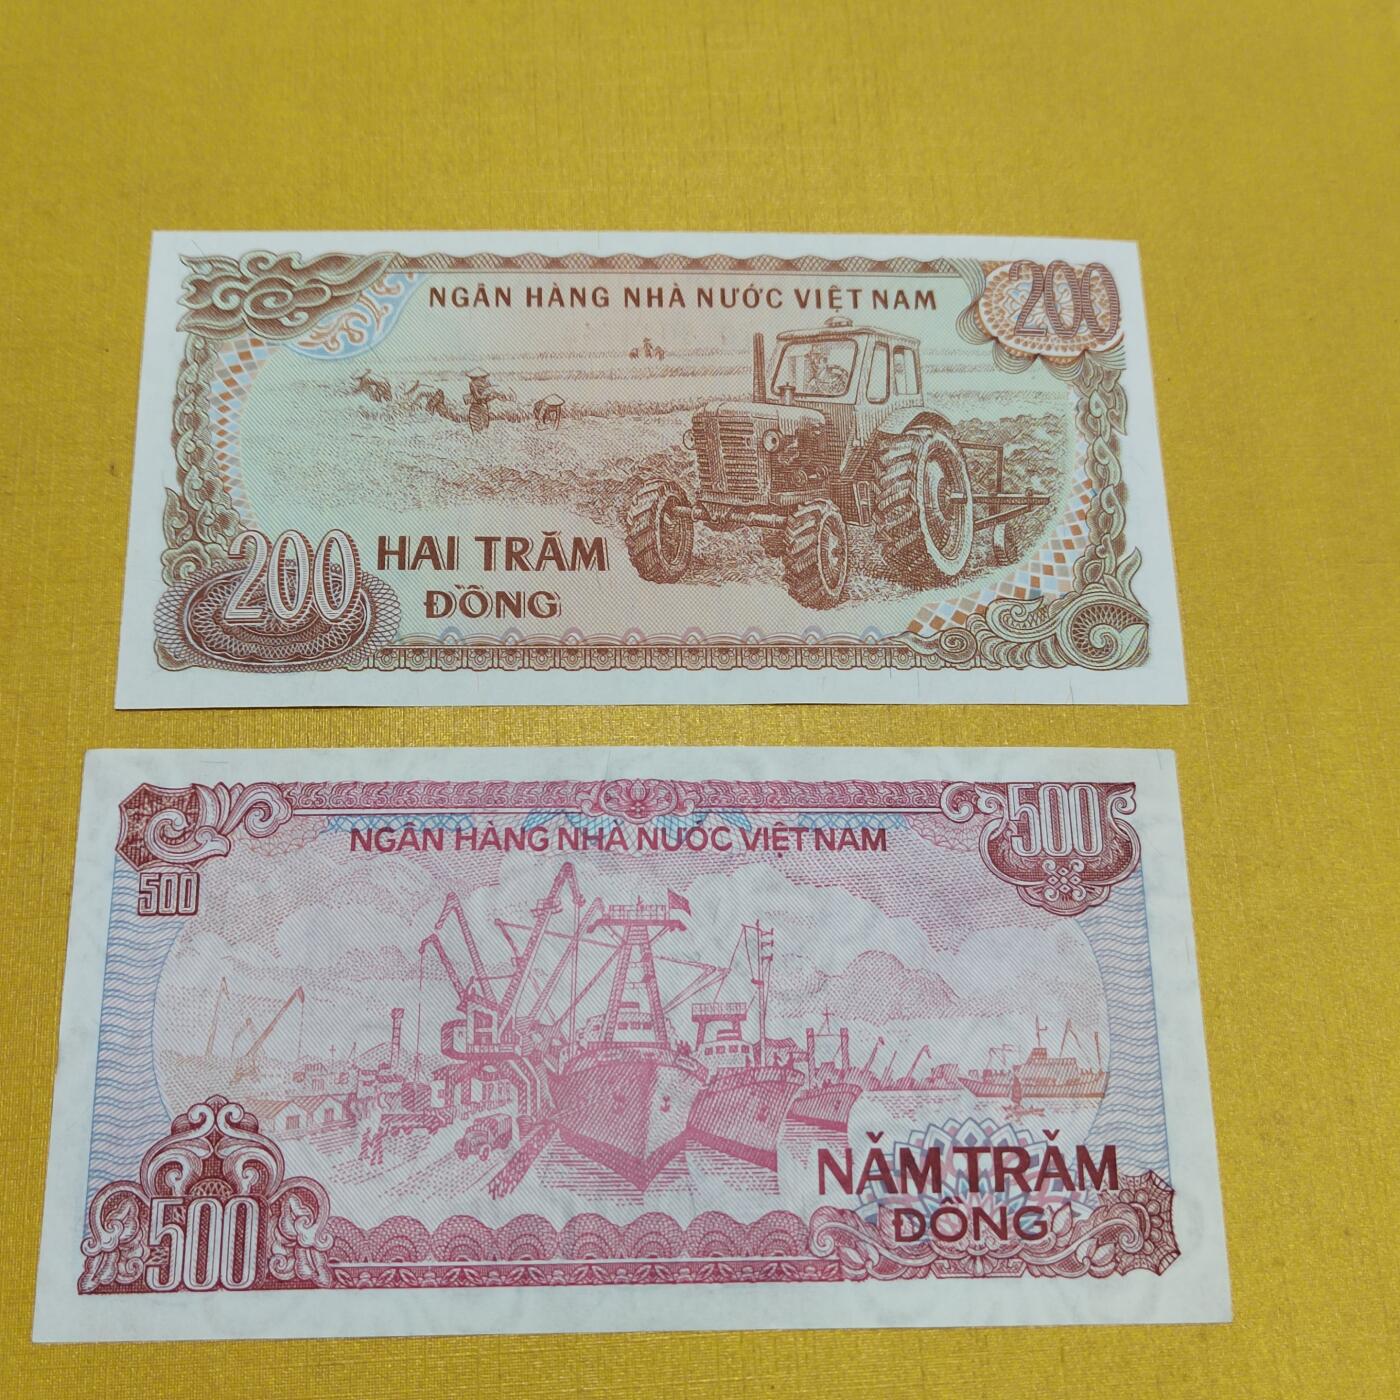 NGÂN HÀNG NHÀ NƯỚC VIỆT NAM
200
200
HAI TRĂM
ĐỒNG
500
NGÂN HÀNG NHÀ NƯỚC VIỆT NAM
500
500
NĂM TRĂM
ĐỒNG